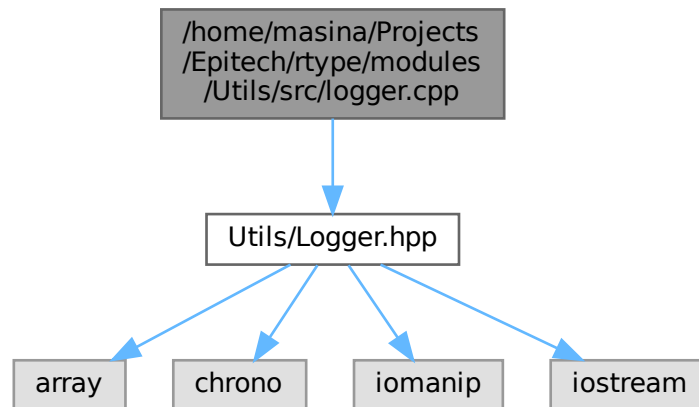 /home/masina/Projects
/Epitech/rtype/modules
/Utils/src/logger.cpp
Utils/Logger.hpp
array
chrono
iomanip
iostream